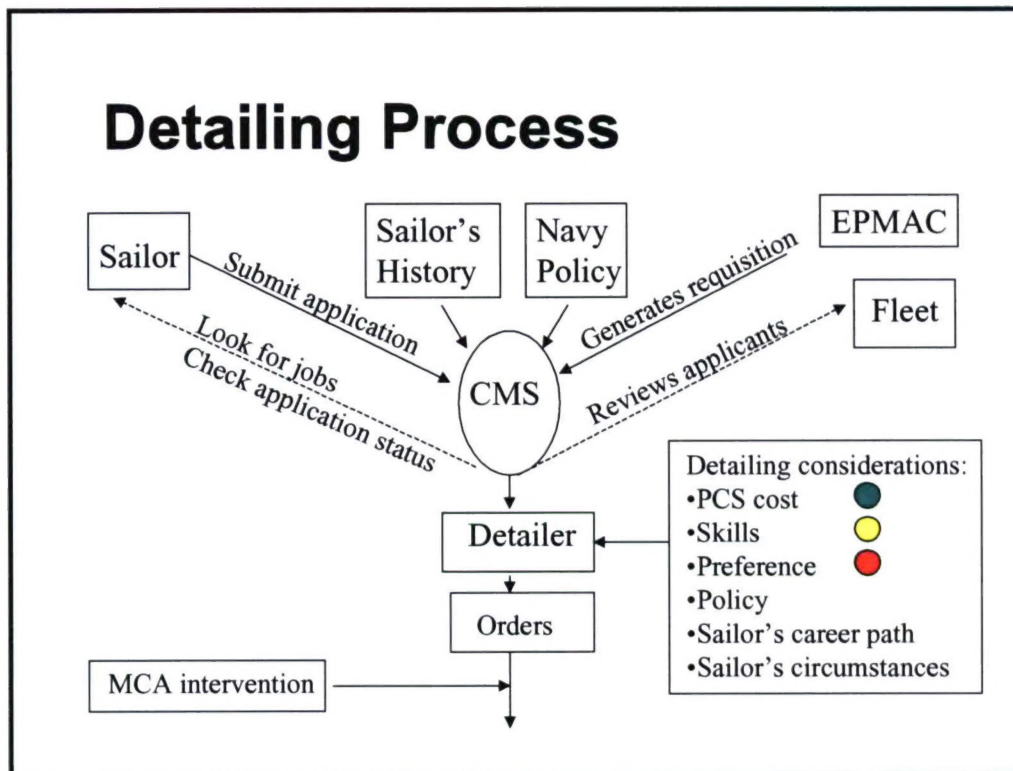 Detailing Process
Sailor
Sailor's
History
Navy
Policy
EPMAC
Fleet
Submit application
Look for jobs
Check application status
Generates requisition
Reviews applicants
CMS
Detailer
Orders
MCA intervention
Detailing considerations:
•PCS cost
•Skills
•Preference
•Policy
•Sailor's career path
•Sailor's circumstances